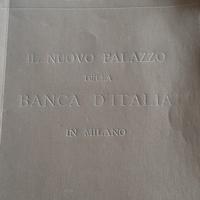 IL NUOVO PALAZZO
DELLA
BANCA D'ITALIA
IN MILANO